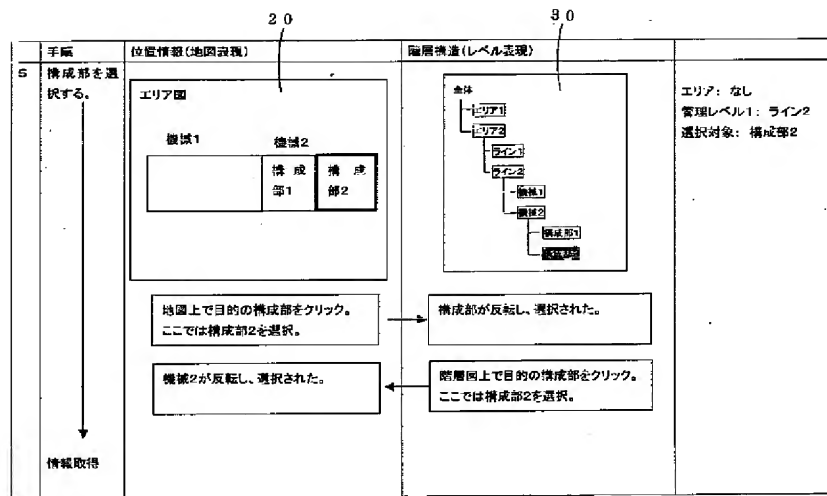 20
30
手順
位置情報(地図表現)
階層構造(レベル表現)
S
構成部を選
択する。
エリア図
機械1
機械2
構成
部1
構成
部2
全体
エリア1
エリア2
ライン1
ライン2
機械1
機械2
構成部1
エリア: なし
管理レベル1: ライン2
選択対象: 構成部2
地図上で目的の構成部をクリック。
ここでは構成部2を選択。
構成部が反転し、選択された。
機械2が反転し、選択された。
階層図上で目的の構成部をクリック。
ここでは構成部2を選択。
情報取得